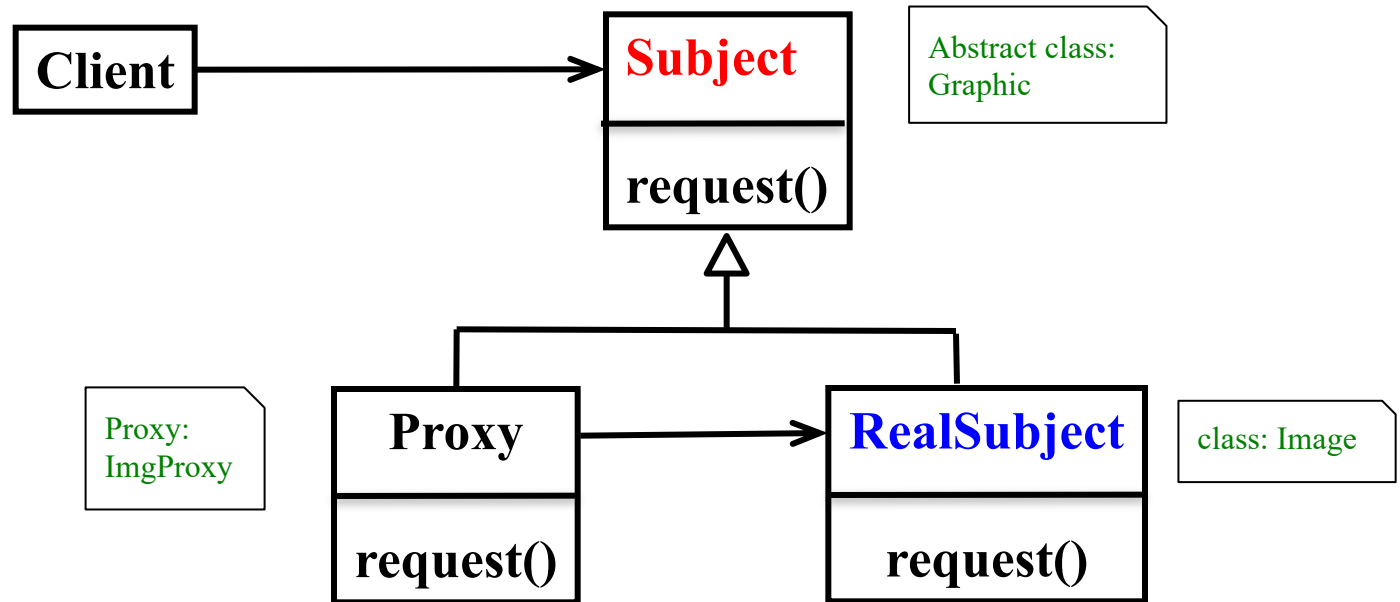 Client
Subject
request()
Abstract class:
Graphic
Proxy:
ImgProxy
Proxy
request()
RealSubject
request()
class: Image